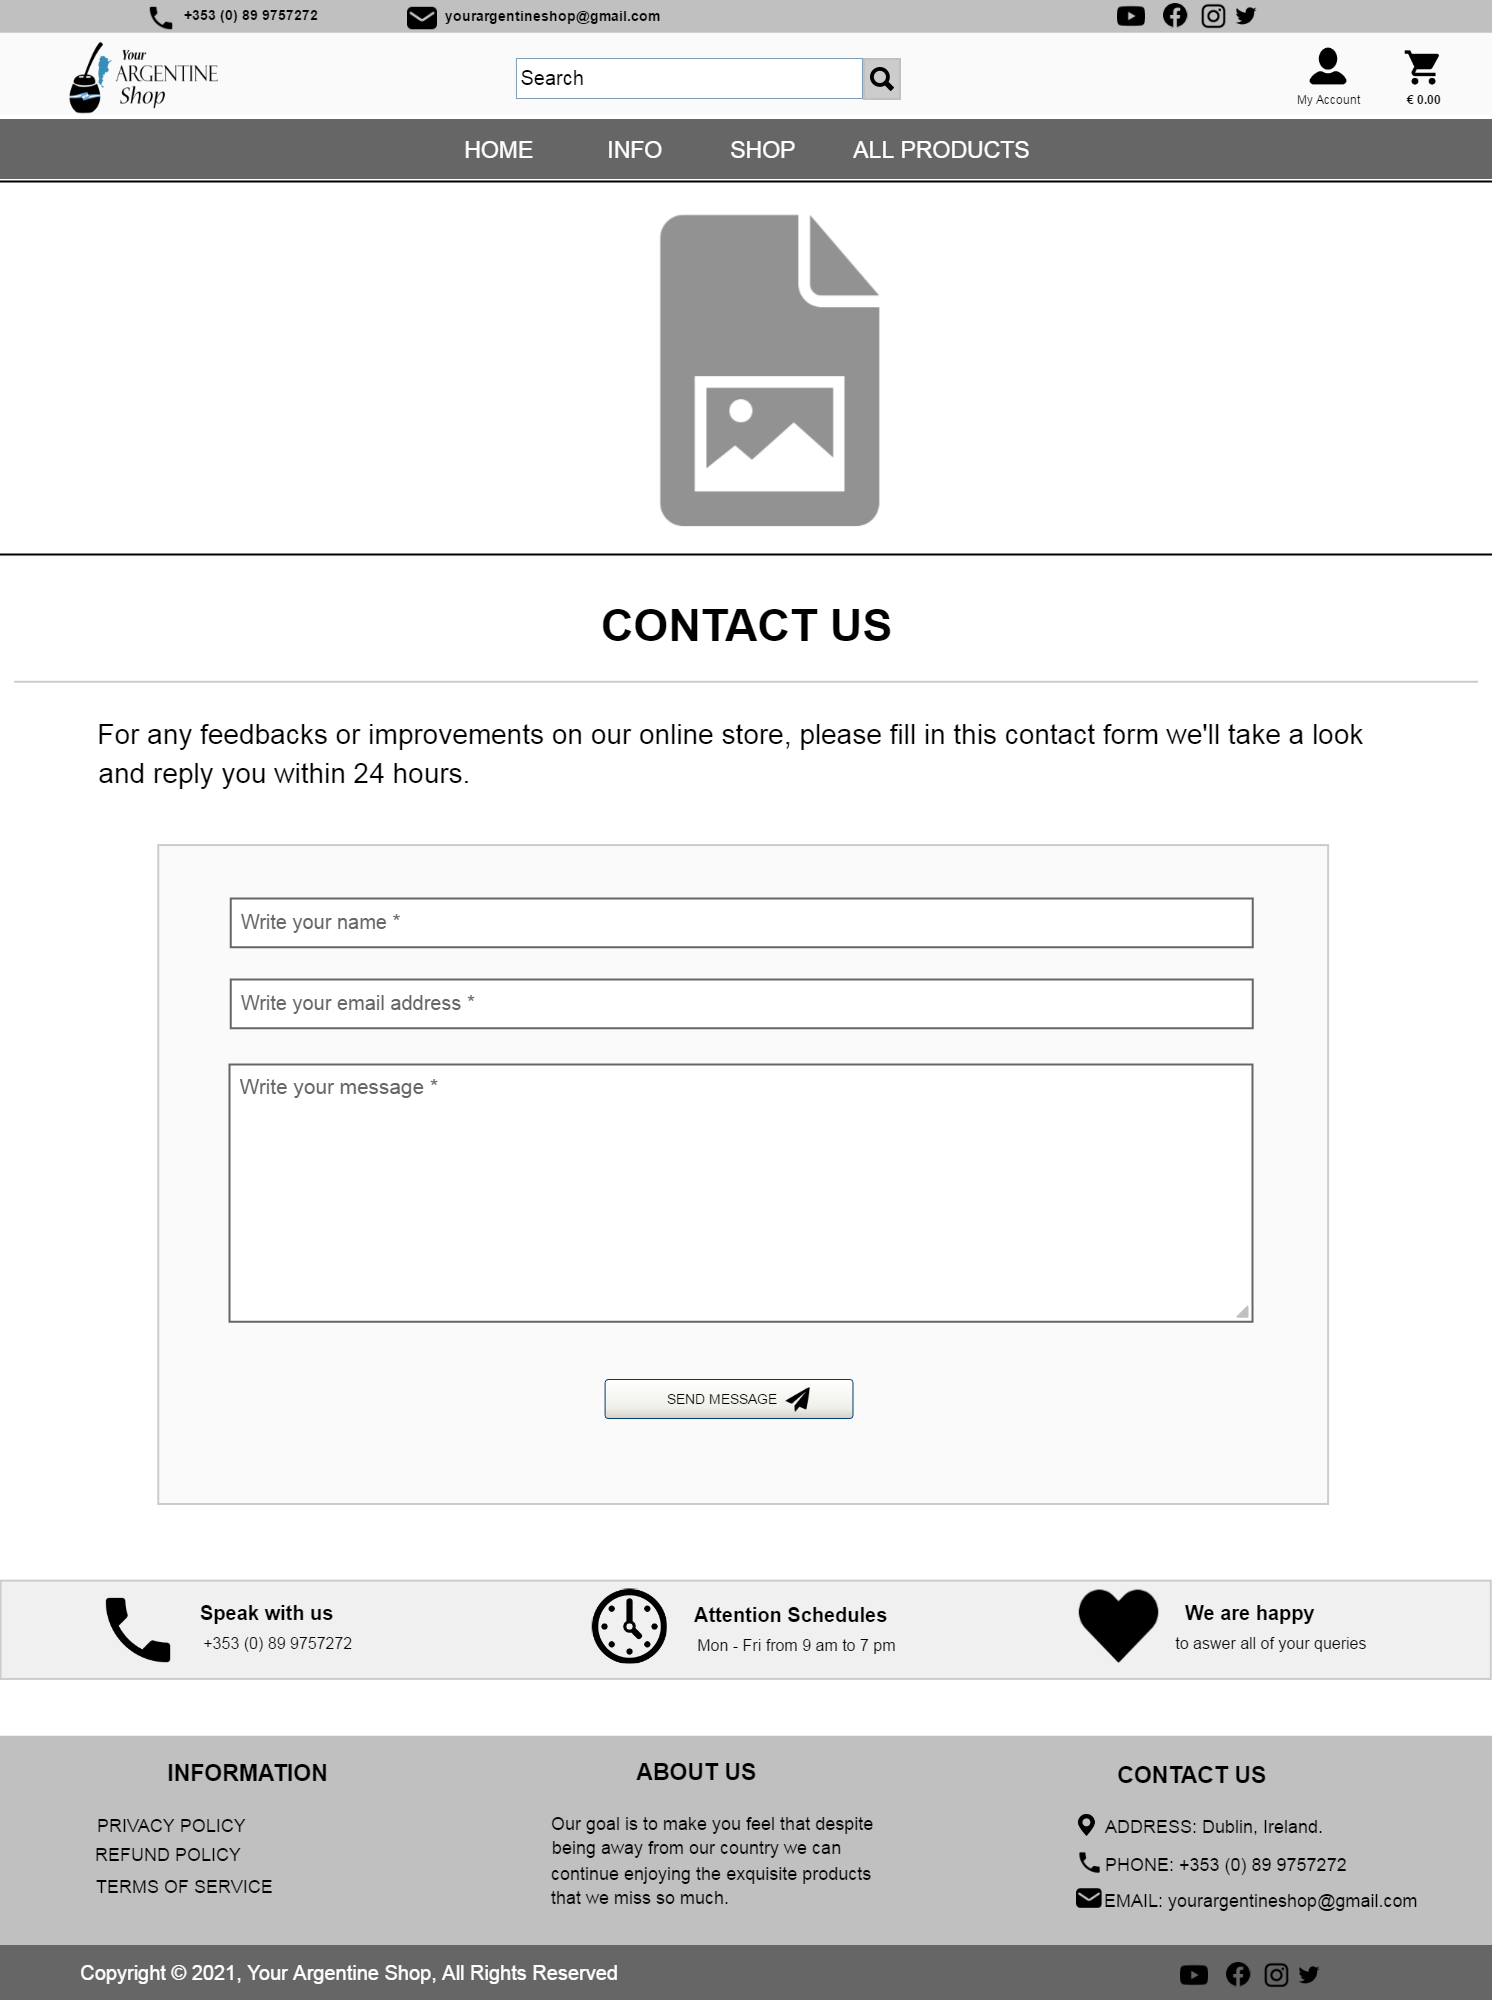 +353 (0) 89 9757272
yourargentineshop@gmail.com
Your
ARGENTINE
Shop
Search
My Account
€ 0.00
HOME INFO SHOP ALL PRODUCTS
CONTACT US
For any feedbacks or improvements on our online store, please fill in this contact form we'll take a look
and reply you within 24 hours.
Write your name *
Write your email address *
Write your message *
SEND MESSAGE
Speak with us
+353 (0) 89 9757272
Attention Schedules
Mon - Fri from 9 am to 7 pm
We are happy
to aswer all of your queries
INFORMATION
PRIVACY POLICY
REFUND POLICY
TERMS OF SERVICE
ABOUT US
Our goal is to make you feel that despite
being away from our country we can
continue enjoying the exquisite products
that we miss so much.
CONTACT US
ADDRESS: Dublin, Ireland.
PHONE: +353 (0) 89 9757272
EMAIL: yourargentineshop@gmail.com
Copyright © 2021, Your Argentine Shop, All Rights Reserved